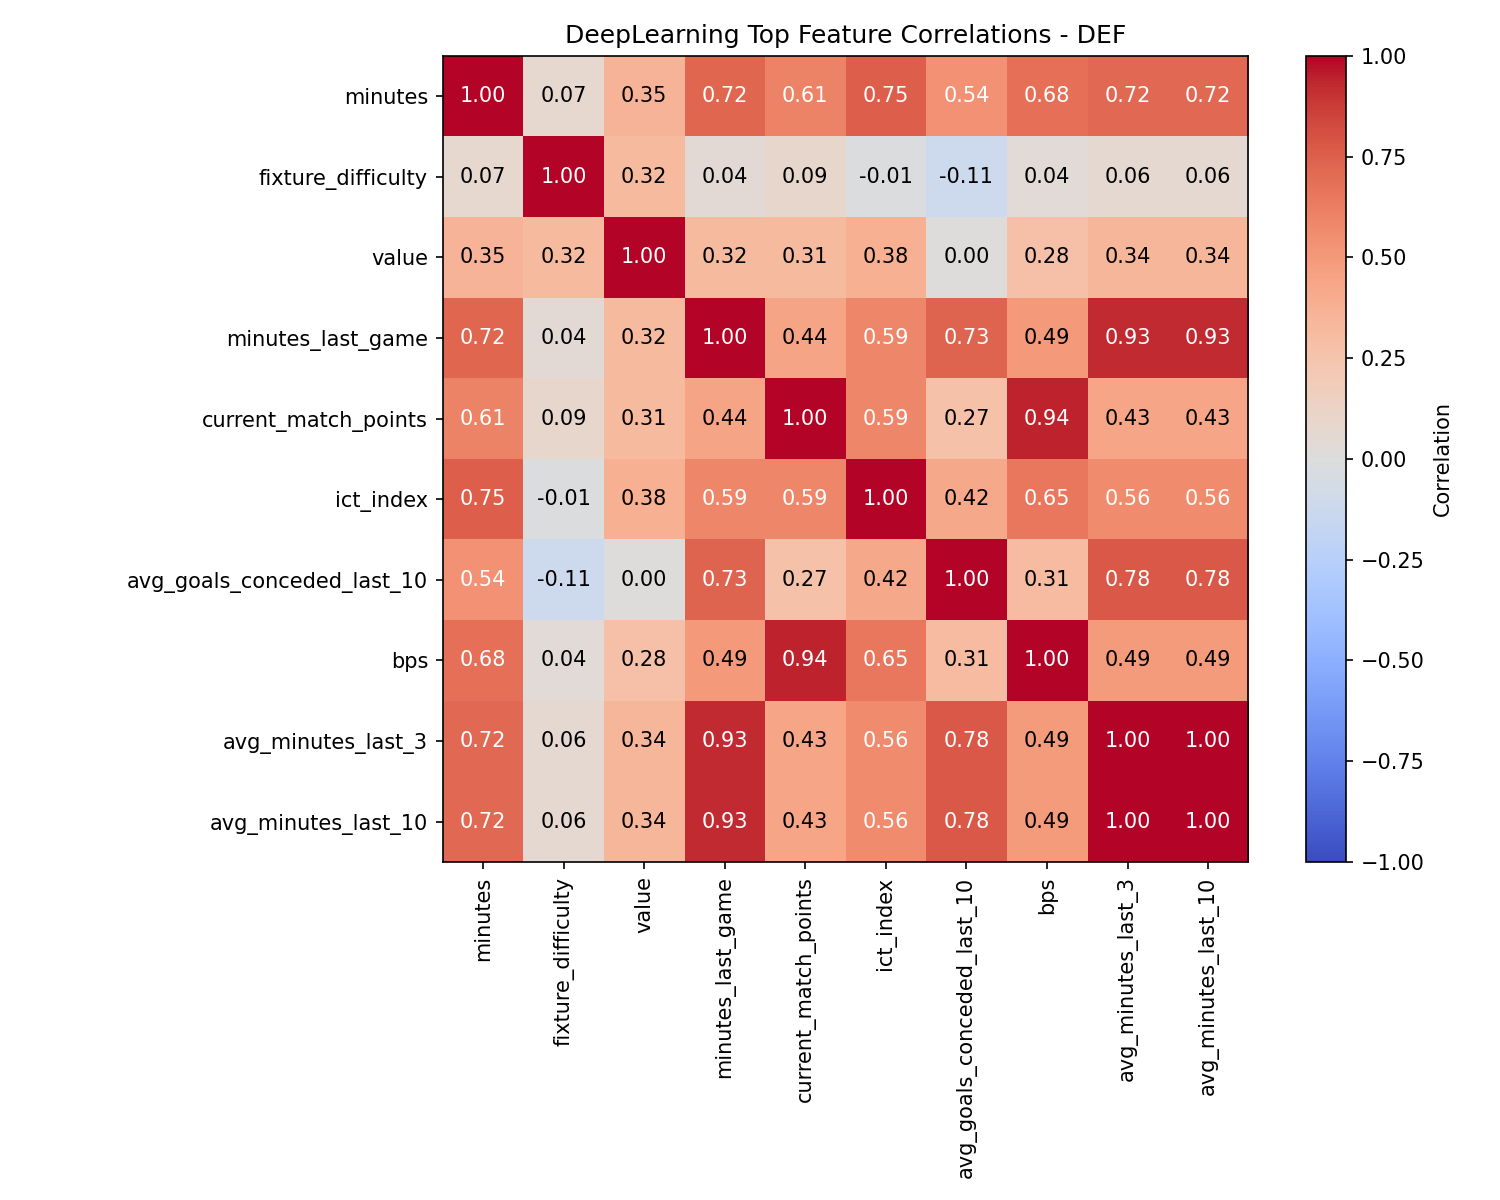 DeepLearning Top Feature Correlations - DEF
minutes 1.00 0.07 0.35 0.72 0.61 0.75 0.54 0.68 0.72 0.72
fixture_difficulty 0.07 1.00 0.32 0.04 0.09 -0.01 -0.11 0.04 0.06 0.06
value 0.35 0.32 1.00 0.32 0.31 0.38 0.00 0.28 0.34 0.34
minutes_last_game 0.72 0.04 0.32 1.00 0.44 0.59 0.73 0.49 0.93 0.93
current_match_points 0.61 0.09 0.31 0.44 1.00 0.59 0.27 0.94 0.43 0.43
ict_index 0.75 -0.01 0.38 0.59 0.59 1.00 0.42 0.65 0.56 0.56
avg_goals_conceded_last_10 0.54 -0.11 0.00 0.73 0.27 0.42 1.00 0.31 0.78 0.78
bps 0.68 0.04 0.28 0.49 0.94 0.65 0.31 1.00 0.49 0.49
avg_minutes_last_3 0.72 0.06 0.34 0.93 0.43 0.56 0.78 0.49 1.00 1.00
avg_minutes_last_10 0.72 0.06 0.34 0.93 0.43 0.56 0.78 0.49 1.00 1.00
minutes
fixture_difficulty
value
minutes_last_game
current_match_points
ict_index
avg_goals_conceded_last_10
bps
avg_minutes_last_3
avg_minutes_last_10
1.00
0.75
0.50
0.25
0.00
−0.25
−0.50
−0.75
−1.00
Correlation